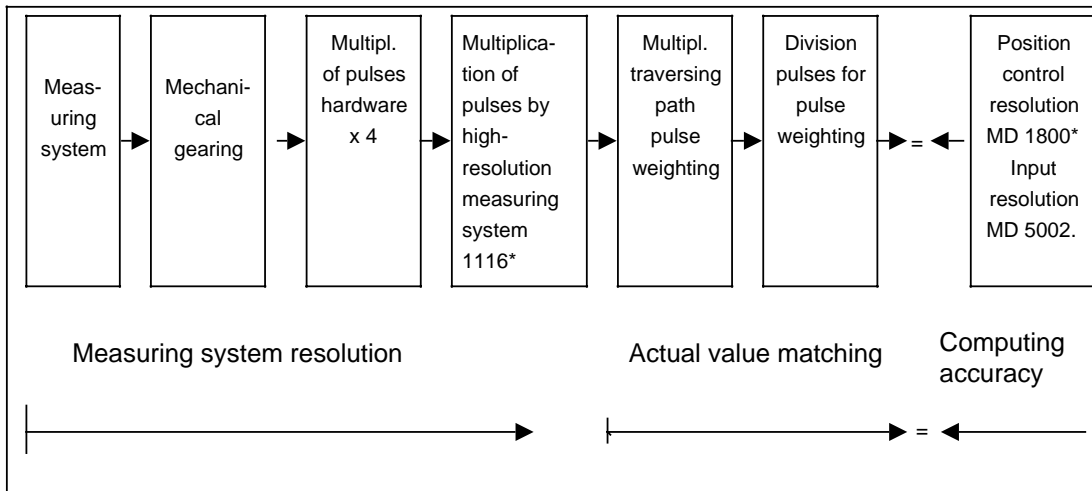 Meas-
uring
system
Mechani-
cal
gearing
Multipl.
of pulses
hardware
x 4
Multiplica-
tion of
pulses by
high-
resolution
measuring
system
1116*
Multipl.
traversing
path
pulse
weighting
Division
pulses for
pulse
weighting
=
Position
control
resolution
MD 1800*
Input
resolution
MD 5002.
Measuring system resolution
Actual value matching
Computing
accuracy
=